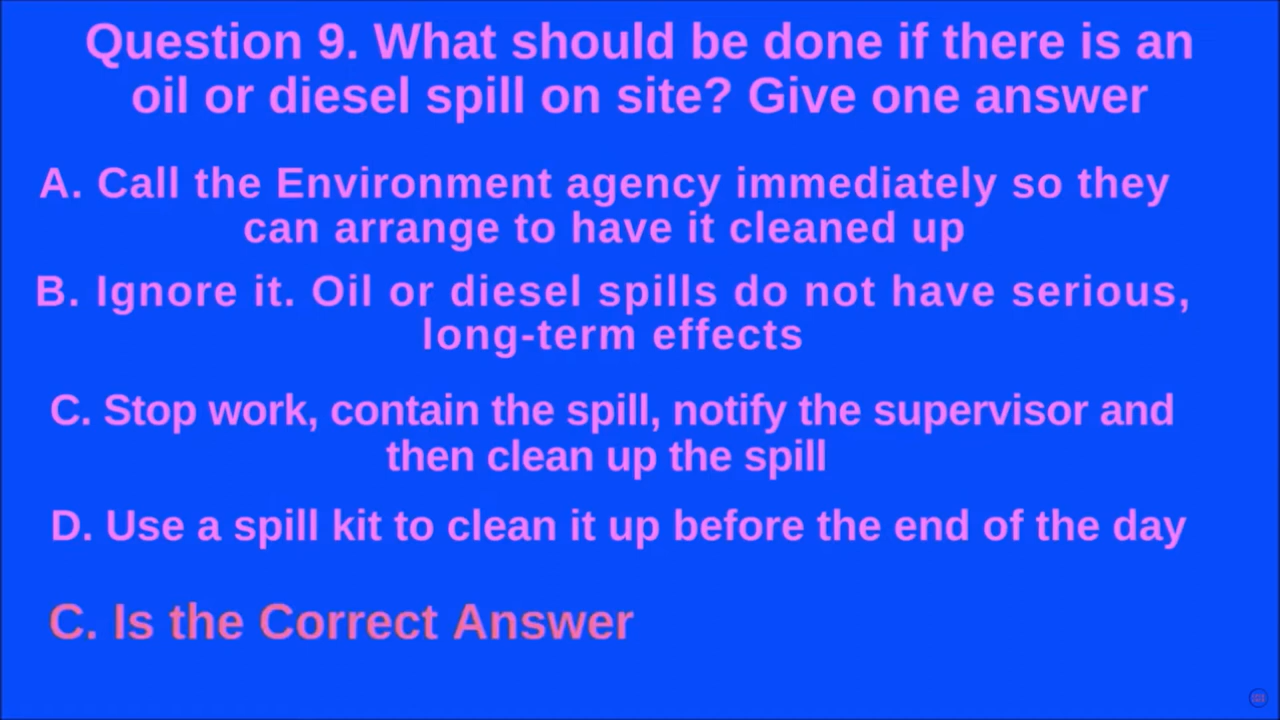 Question 9. What should be done if there is an
oil or diesel spill on site? Give one answer
A. Call the Environment agency immediately so they
can arrange to have it cleaned up
B. Ignore it. Oil or diesel spills do not have serious,
long-term effects
C. Stop work, contain the spill, notify the supervisor and
then clean up the spill
D. Use a spill kit to clean it up before the end of the day
C. Is the Correct Answer